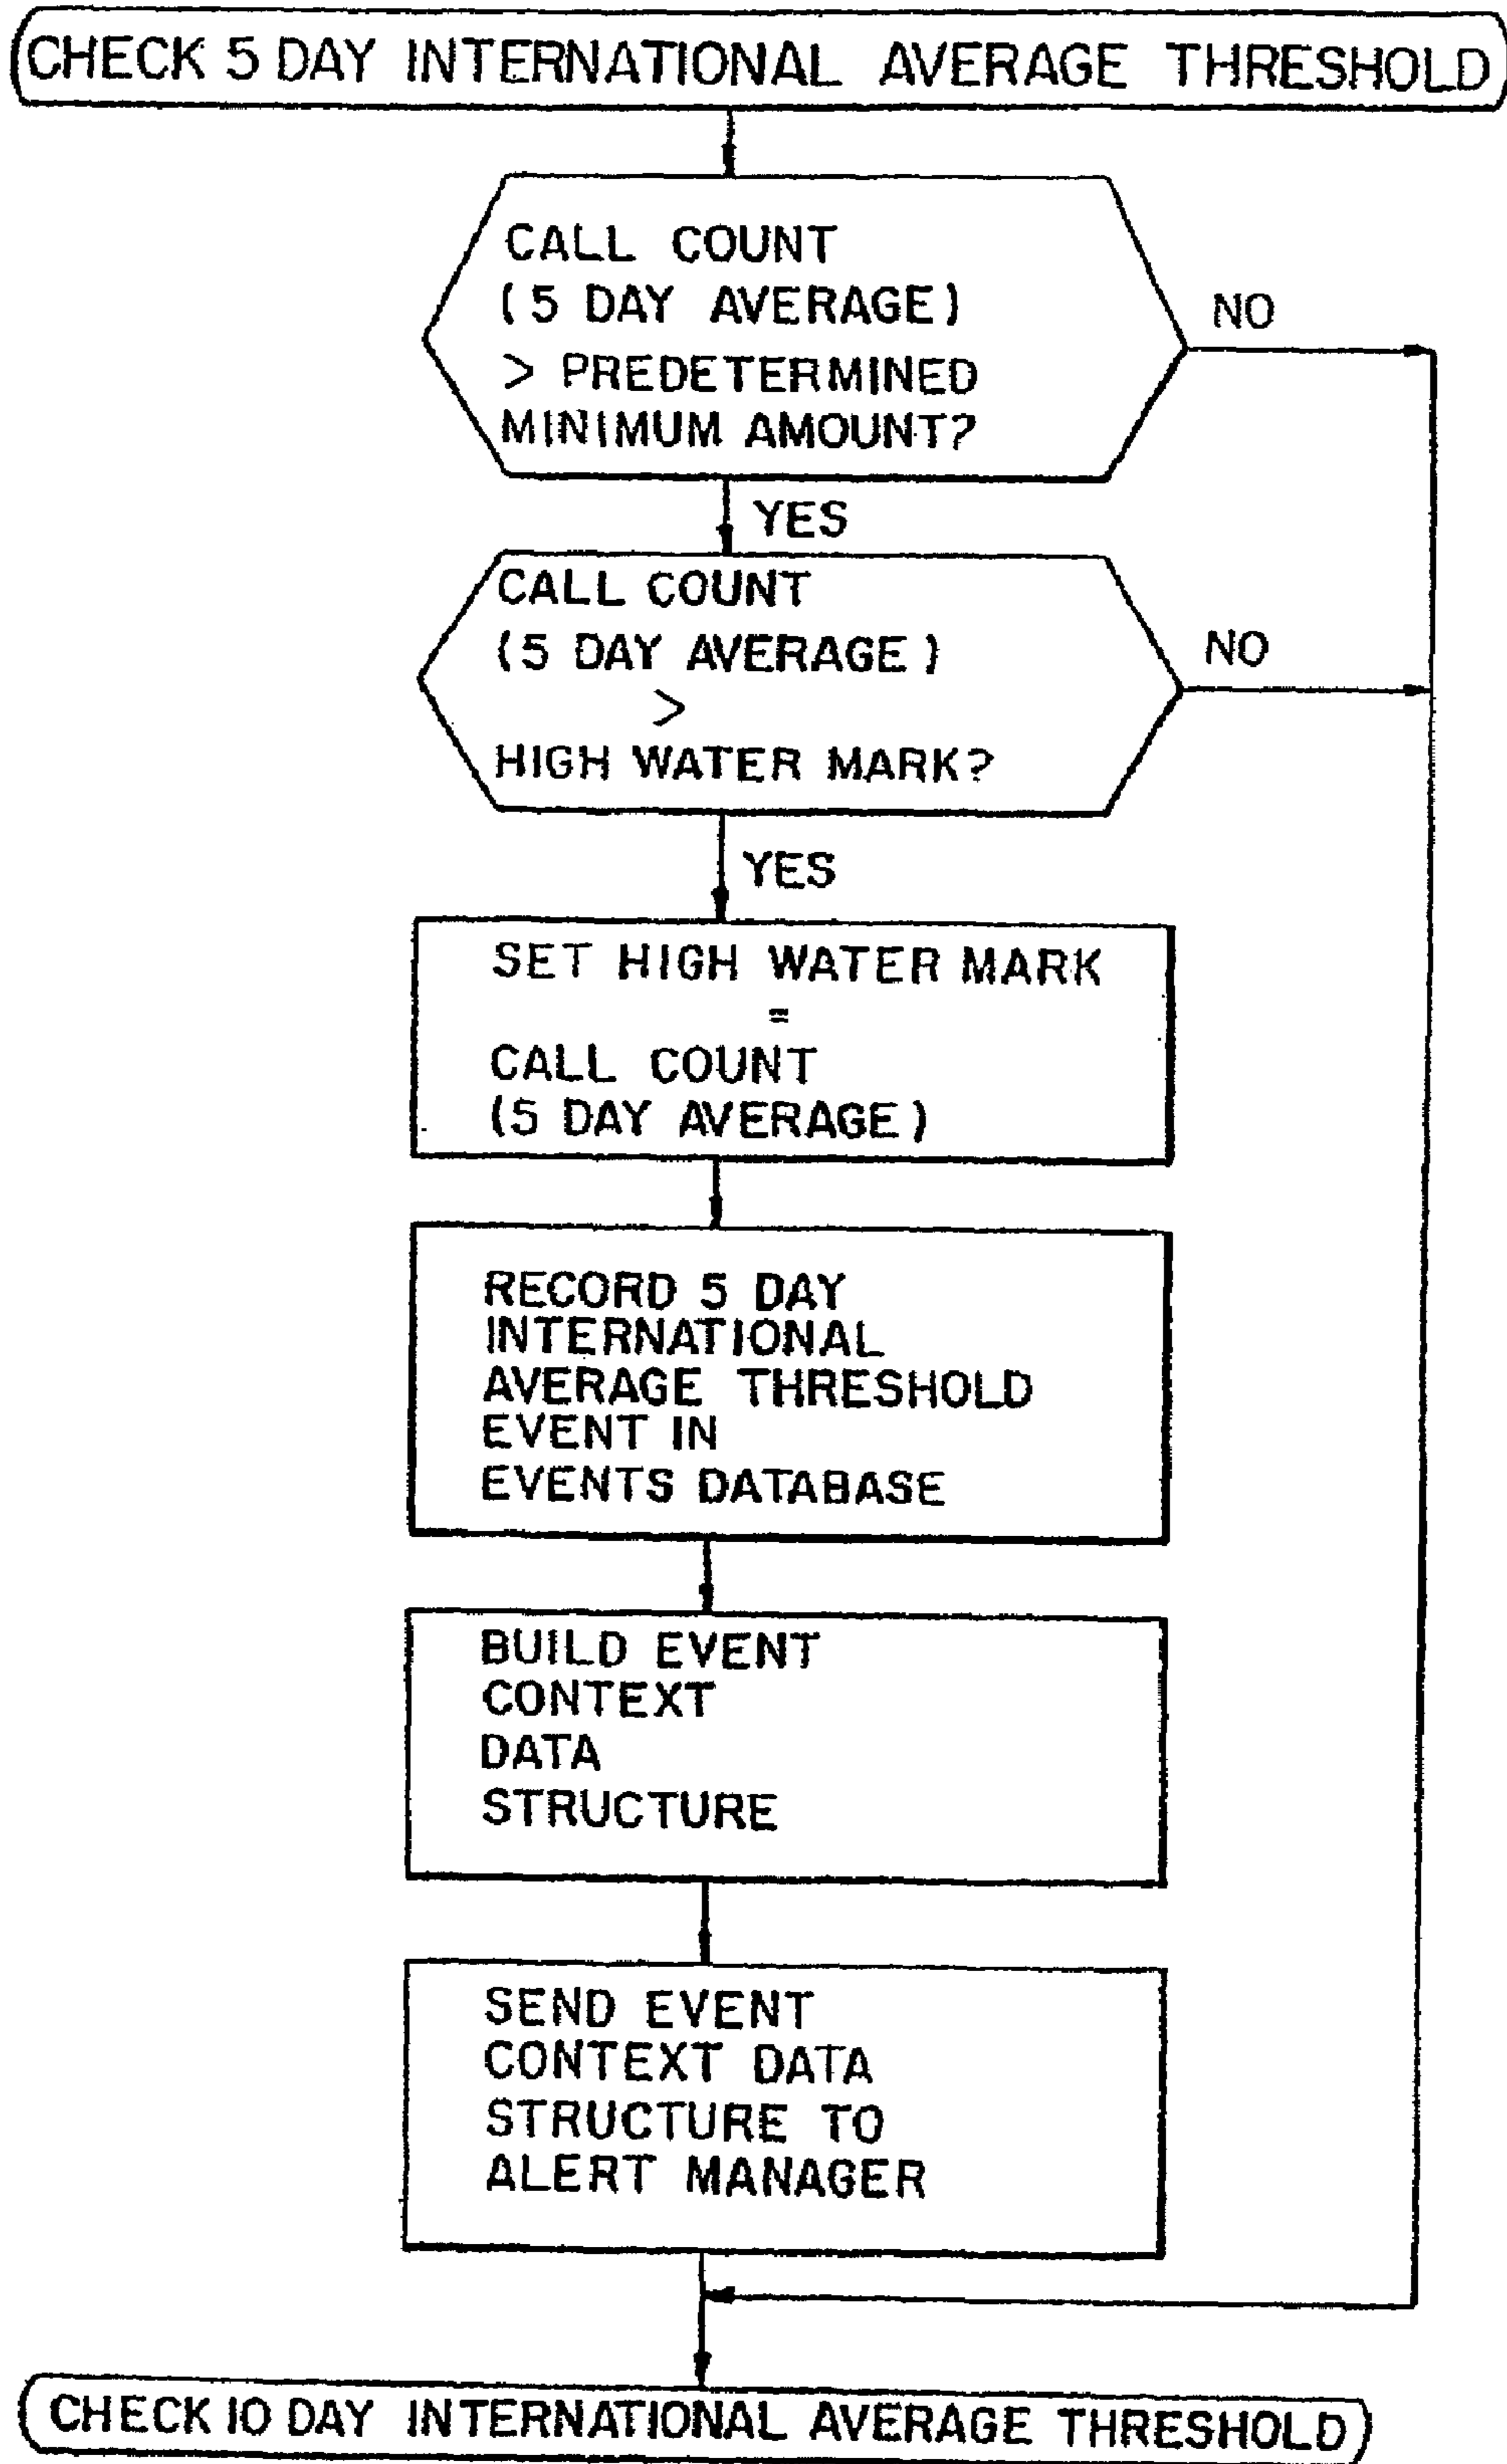 CHECK 5 DAY INTERNATIONAL AVERAGE THRESHOLD
CALL COUNT
(5 DAY AVERAGE)
> PREDETERMINED
MINIMUM AMOUNT?
NO
YES
CALL COUNT
(5 DAY AVERAGE)
>
HIGH WATER MARK?
NO
YES
SET HIGH WATER MARK
=
CALL COUNT
(5 DAY AVERAGE)
RECORD 5 DAY
INTERNATIONAL
AVERAGE THRESHOLD
EVENT IN
EVENTS DATABASE
BUILD EVENT
CONTEXT
DATA
STRUCTURE
SEND EVENT
CONTEXT DATA
STRUCTURE TO
ALERT MANAGER
CHECK 10 DAY INTERNATIONAL AVERAGE THRESHOLD